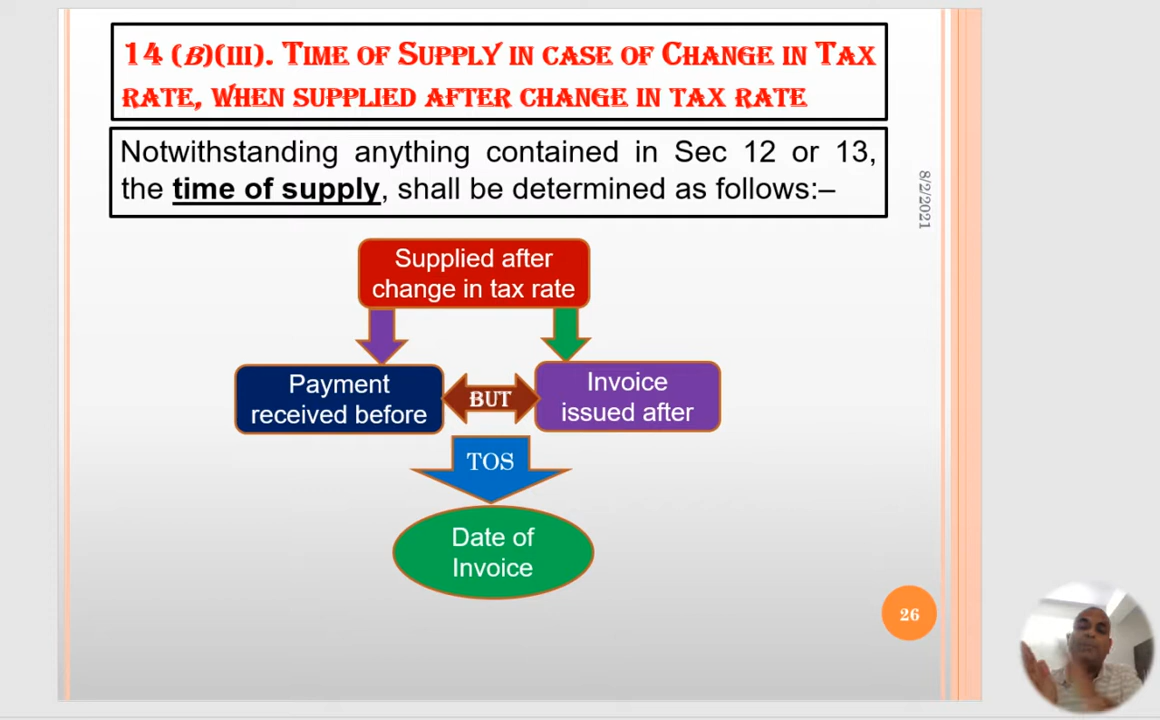 14 (B)(III). TIME OF SUPPLY IN CASE OF CHANGE IN TAX
RATE, WHEN SUPPLIED AFTER CHANGE IN TAX RATE
Notwithstanding anything contained in Sec 12 or 13,
the time of supply, shall be determined as follows:–
8/2/2021
Supplied after
change in tax rate
Payment
received before
BUT
Invoice
issued after
TOS
Date of
Invoice
26